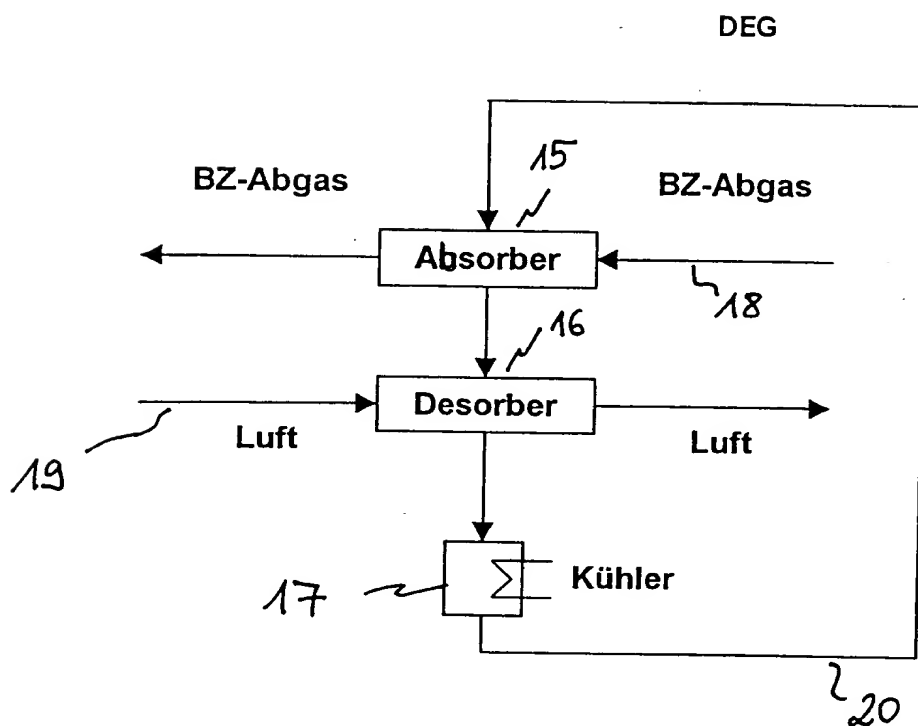 DEG
15
BZ-Abgas
BZ-Abgas
Absorber
18
16
Desorber
19
Luft
Luft
17
Kühler
20